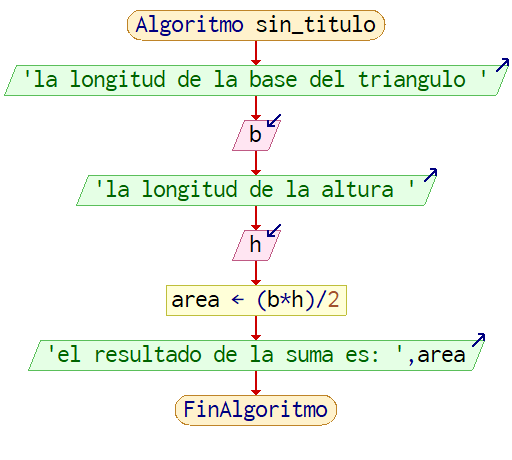 Algoritmo sin_titulo
'la longitud de la base del triangulo '
b
'la longitud de la altura '
h
area ← (b*h)/2
'el resultado de la suma es: ',area
FinAlgoritmo